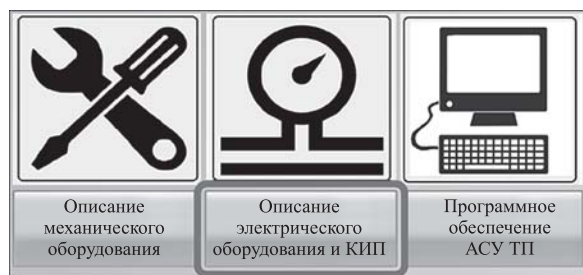 Описание
механического
оборудования
Описание
электрического
оборудования и КИП
Программное
обеспечение
АСУ ТП